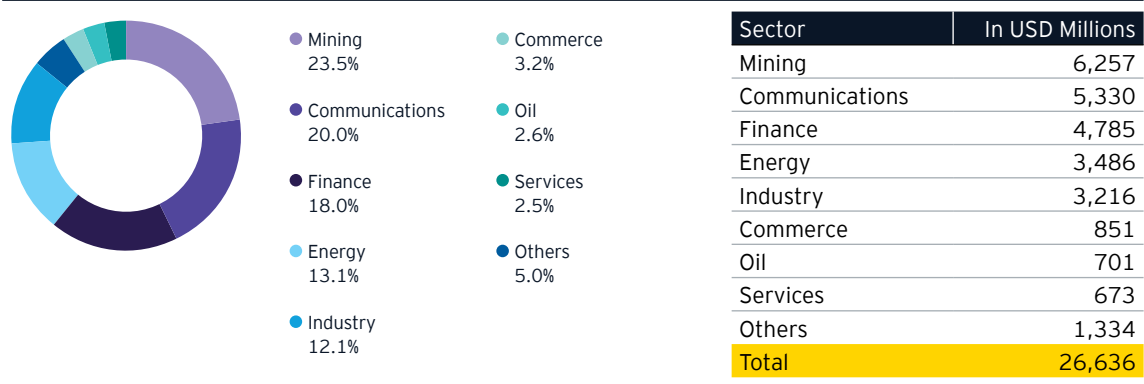 Mining
23.5%
Communications
20.0%
Finance
18.0%
Energy
13.1%
Industry
12.1%
Commerce
3.2%
Oil
2.6%
Services
2.5%
Others
5.0%
Sector In USD Millions
Mining 6,257
Communications 5,330
Finance 4,785
Energy 3,486
Industry 3,216
Commerce 851
Oil 701
Services 673
Others 1,334
Total 26,636